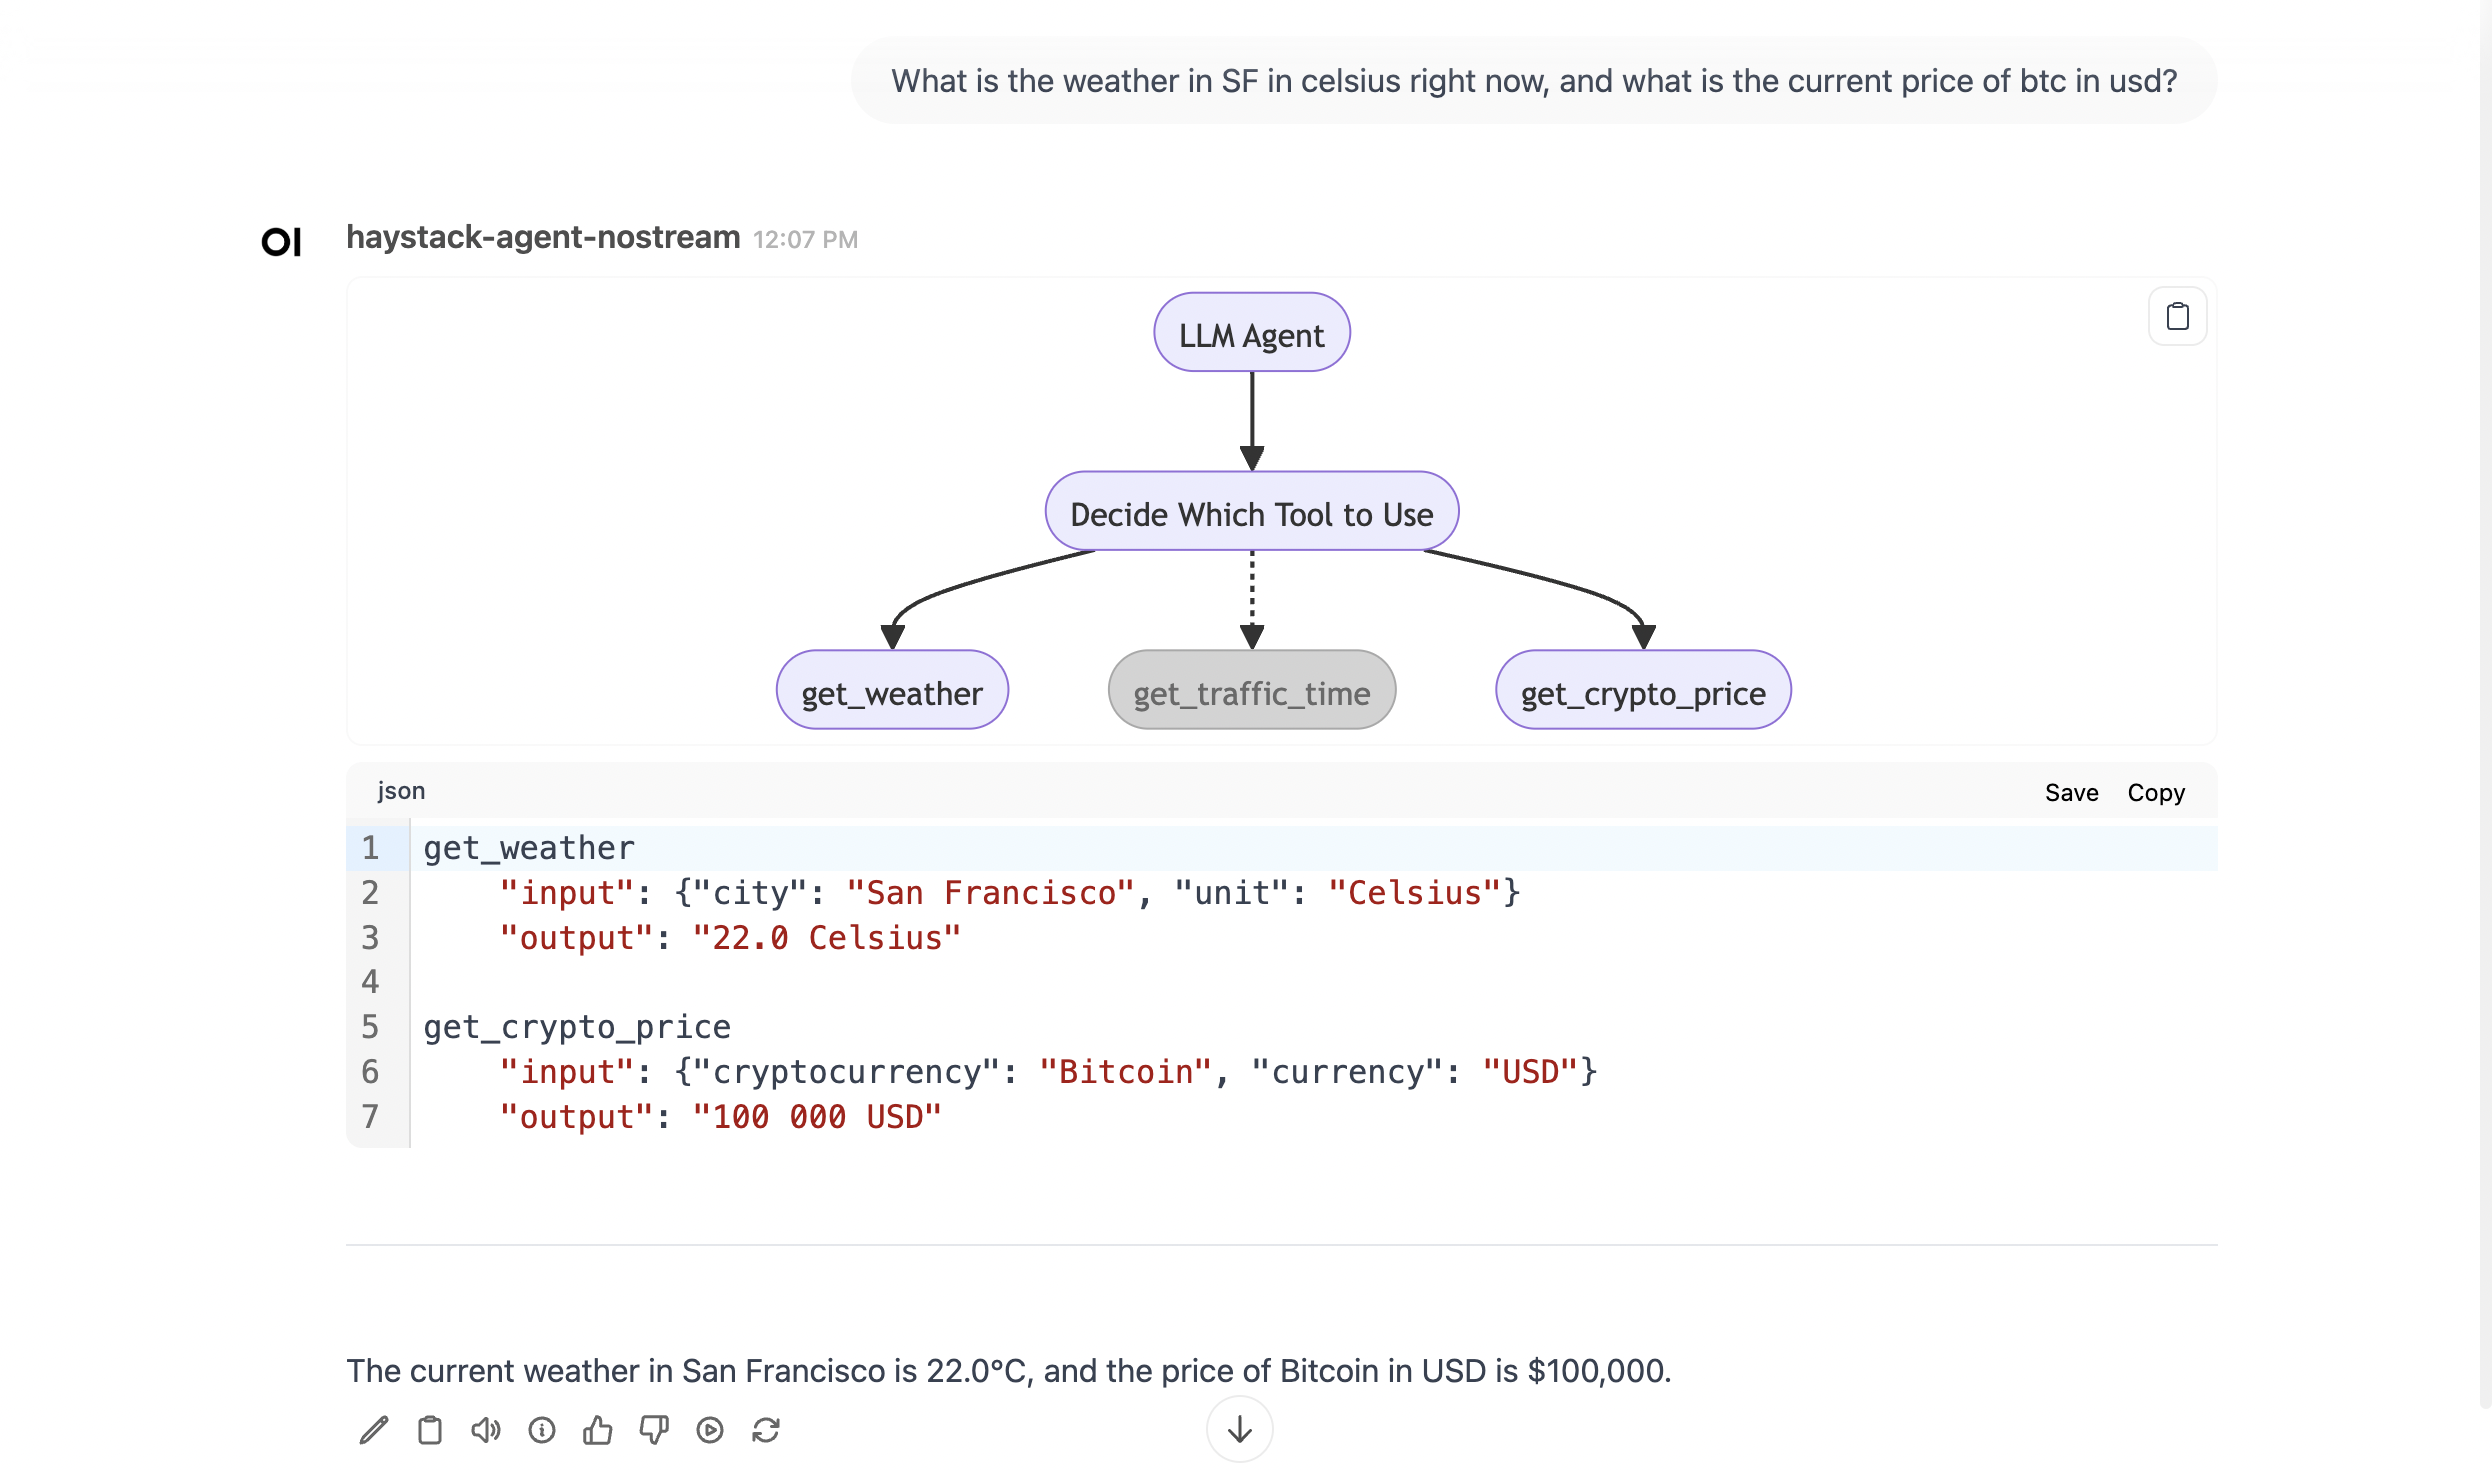 What is the weather in SF in celsius right now, and what is the current price of btc in usd?
OI
haystack-agent-nostream 12:07 PM
LLM Agent
Decide Which Tool to Use
get_weather
get_traffic_time
get_crypto_price
json
Save Copy
1 get_weather
2 "input": {"city": "San Francisco", "unit": "Celsius"}
3 "output": "22.0 Celsius"
4
5 get_crypto_price
6 "input": {"cryptocurrency": "Bitcoin", "currency": "USD"}
7 "output": "100 000 USD"
The current weather in San Francisco is 22.0°C, and the price of Bitcoin in USD is $100,000.